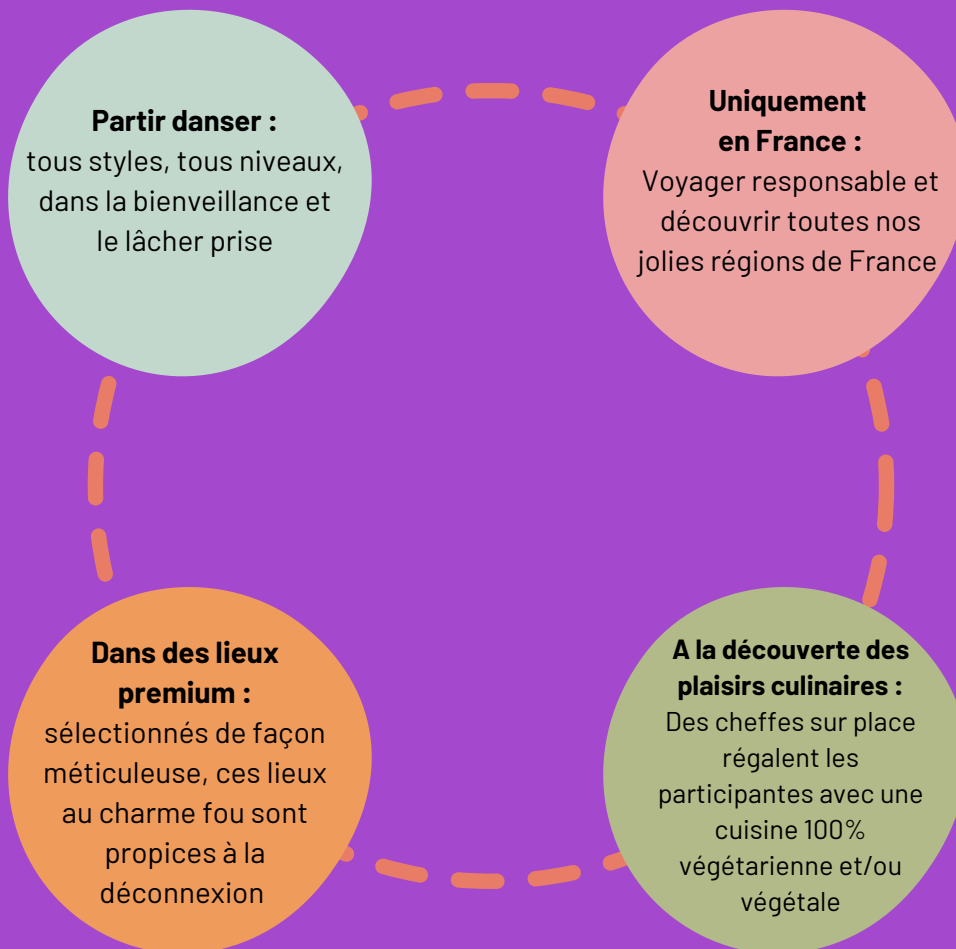 Partir danser :
tous styles, tous niveaux,
dans la bienveillance et
le lâcher prise
Uniquement
en France :
Voyager responsable et
découvrir toutes nos
jolies régions de France
Dans des lieux
premium :
sélectionnés de façon
méticuleuse, ces lieux
au charme fou sont
propices à la
déconnexion
A la découverte des
plaisirs culinaires :
Des cheffes sur place
régalent les
participantes avec une
cuisine 100%
végétarienne et/ou
végétale